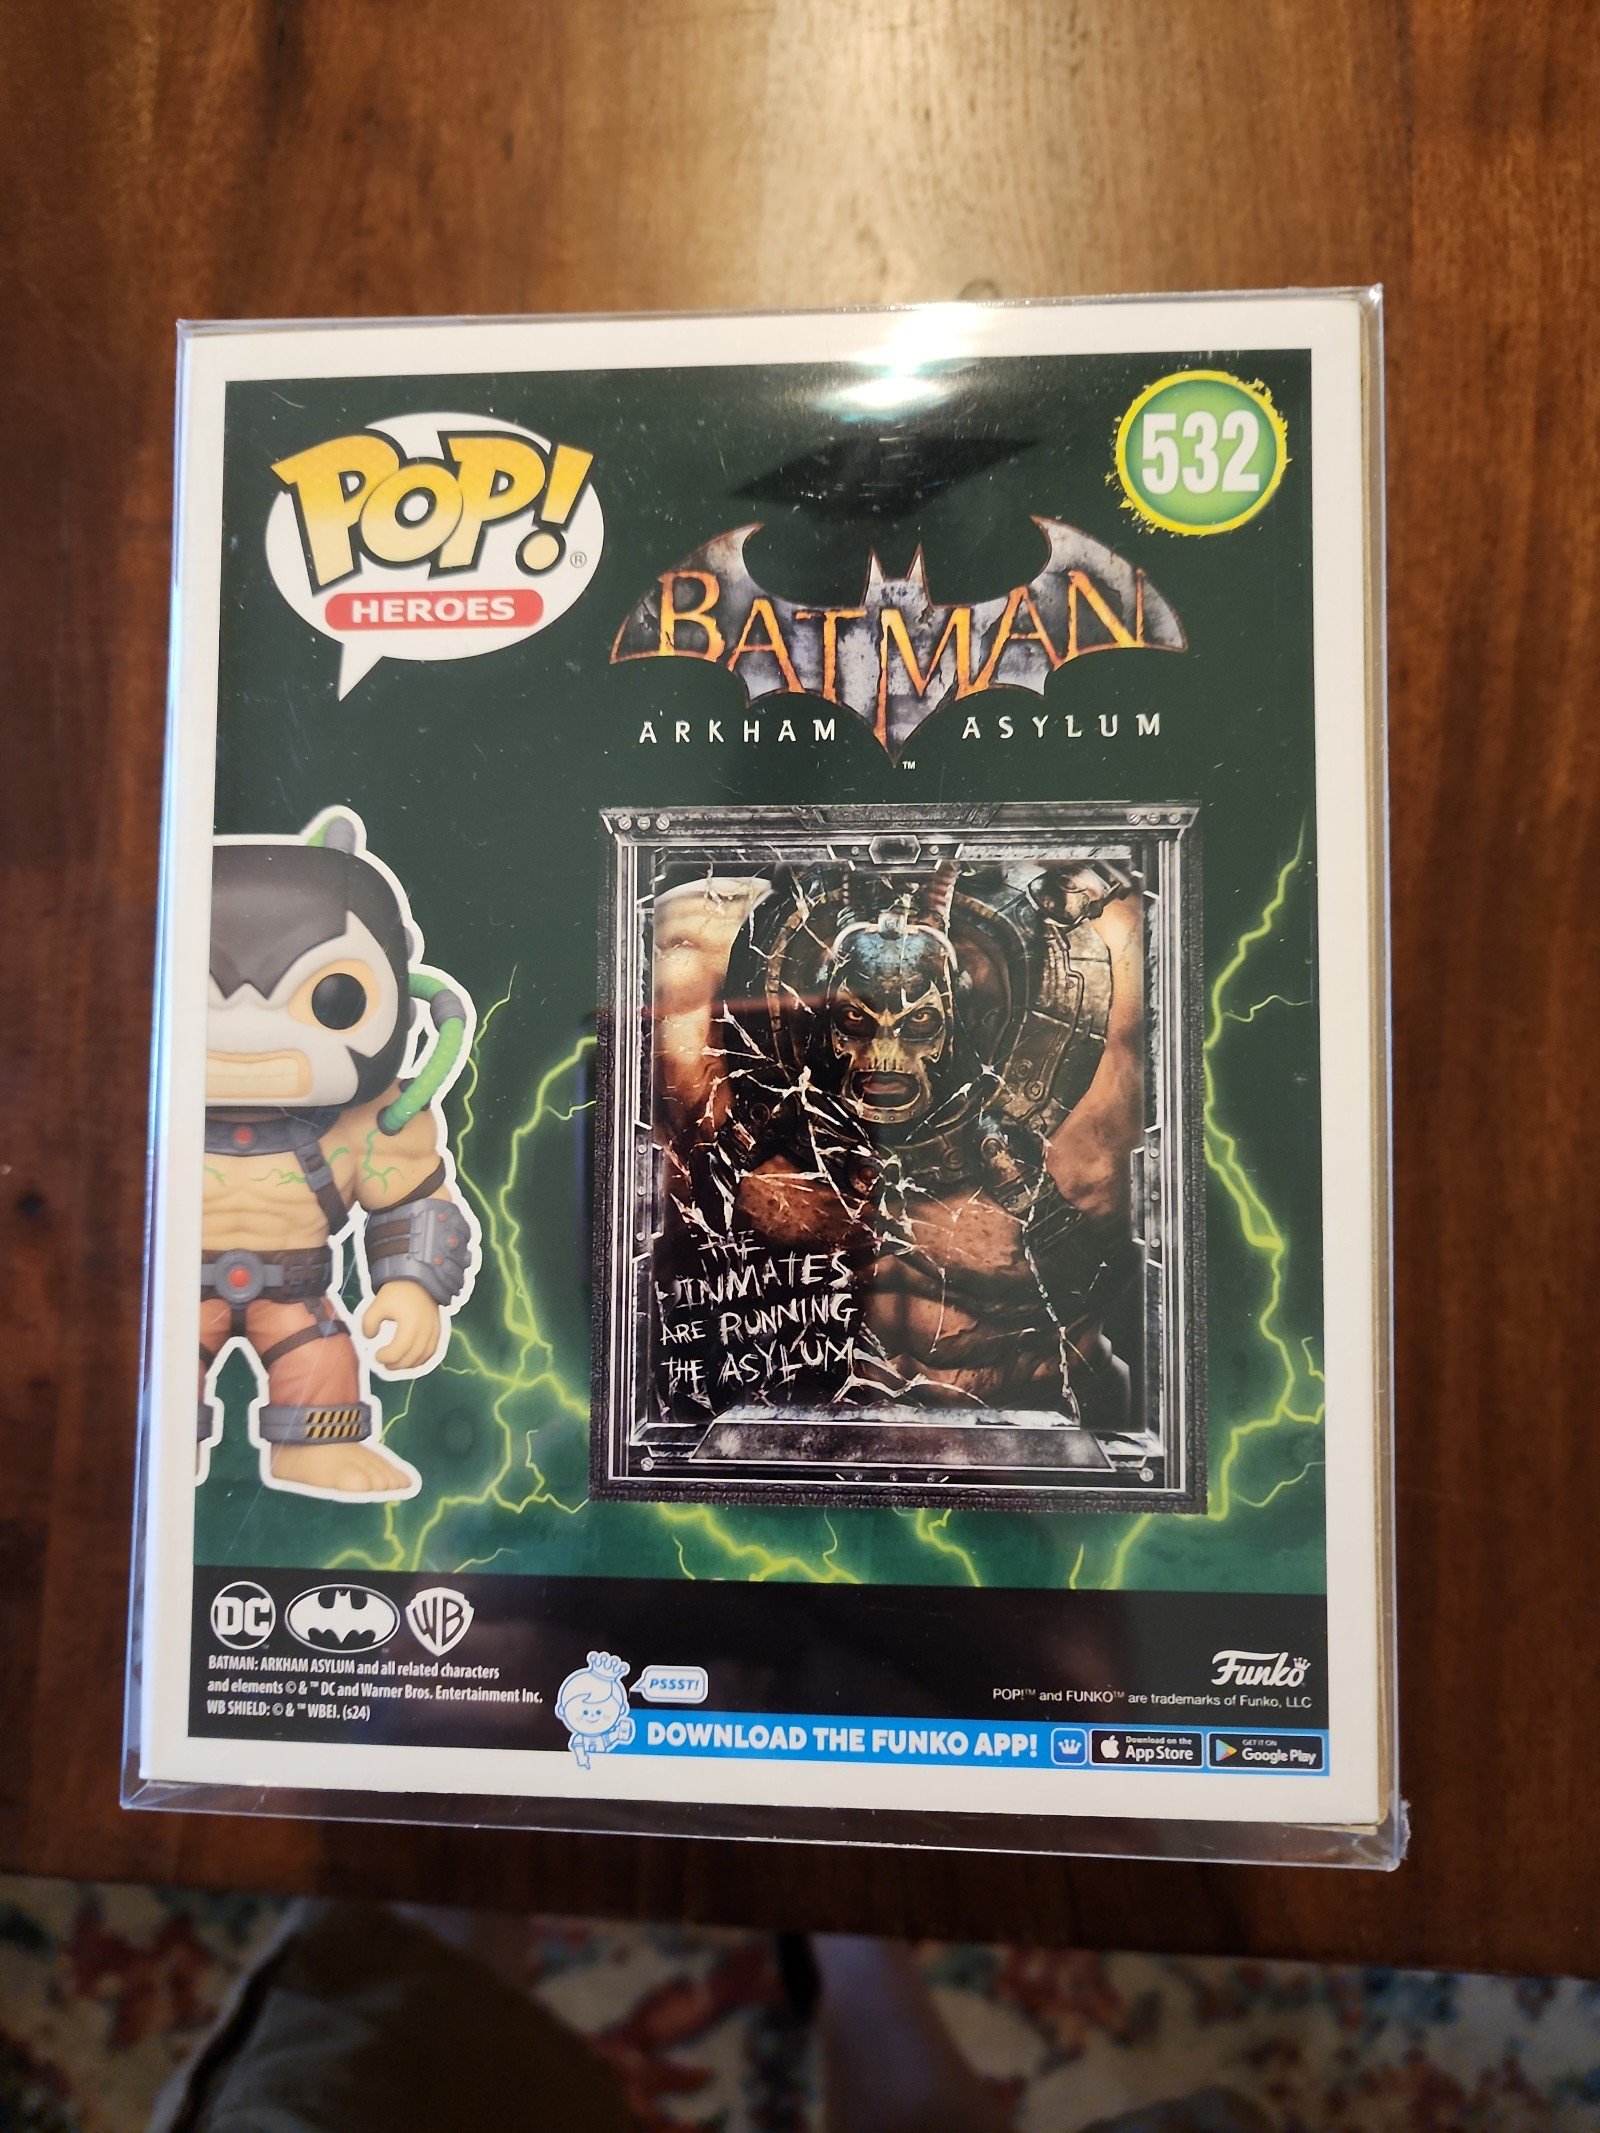 POP!®
HEROES
532
BATMAN
ARKHAM ASYLUM
™
THE
INMATES
ARE RUNNING
THE ASYLUM
DC
WB
BATMAN: ARKHAM ASYLUM and all related characters
and elements © & ™ DC and Warner Bros. Entertainment Inc.
WB SHIELD: © & ™ WBEI. (s24)
PSSST!
Funko
POP!™ and FUNKO™ are trademarks of Funko, LLC
DOWNLOAD THE FUNKO APP!
Download on the
App Store
GET IT ON
Google Play